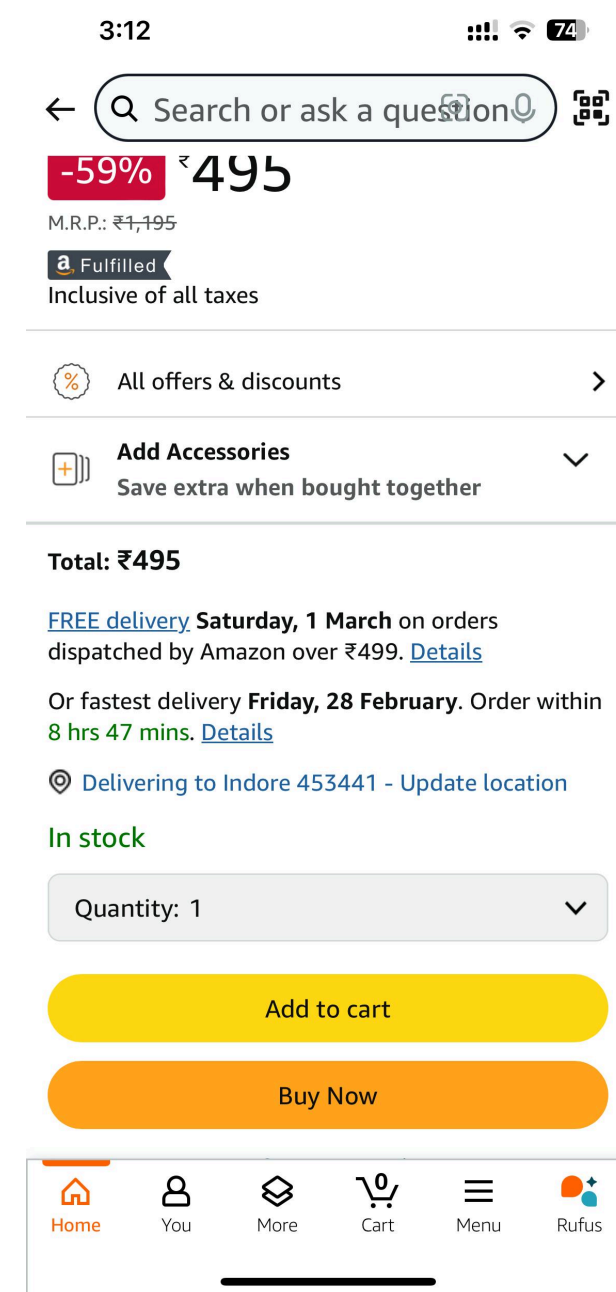 3:12
74
Search or ask a question
-59% ₹495
M.R.P.: ₹1,195
a Fulfilled
Inclusive of all taxes
% All offers & discounts
Add Accessories
Save extra when bought together
Total: ₹495
FREE delivery Saturday, 1 March on orders
dispatched by Amazon over ₹499. Details
Or fastest delivery Friday, 28 February. Order within
8 hrs 47 mins. Details
Delivering to Indore 453441 - Update location
In stock
Quantity: 1
Add to cart
Buy Now
0
Home You More Cart Menu Rufus